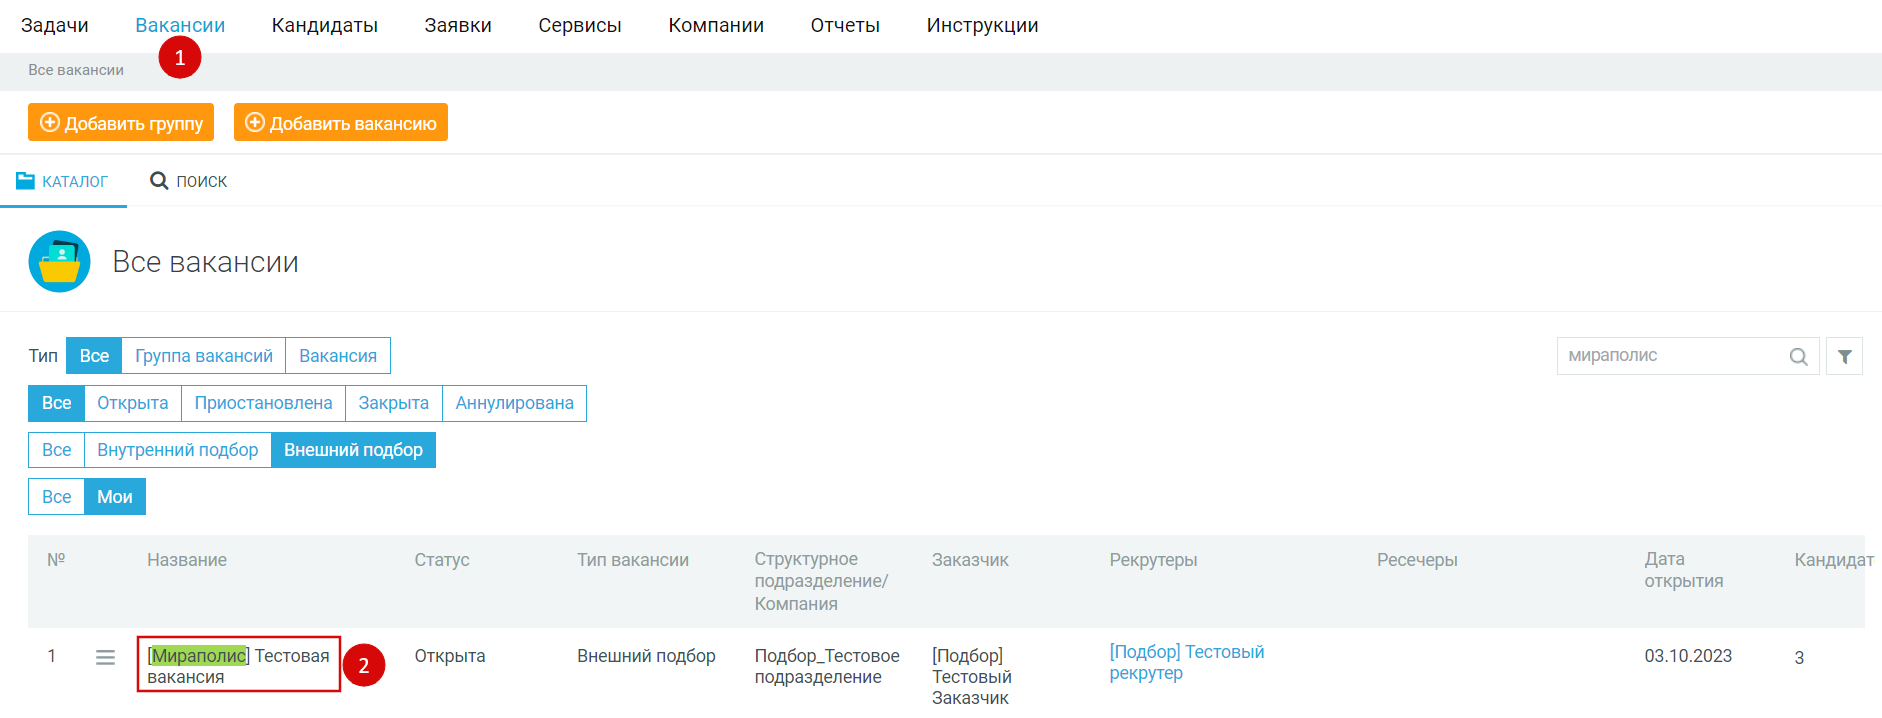 Задачи Вакансии Кандидаты Заявки Сервисы Компании Отчеты Инструкции
1
Все вакансии
Добавить группу Добавить вакансию
КАТАЛОГ ПОИСК
Все вакансии
Тип Все Группа вакансий Вакансия
мираполис
Все Открыта Приостановлена Закрыта Аннулирована
Все Внутренний подбор Внешний подбор
Все Мои
№ Название Статус Тип вакансии Структурное подразделение/ Компания Заказчик Рекрутеры Ресечеры Дата открытия Кандидат
1 [Мираполис] Тестовая вакансия 2 Открыта Внешний подбор Подбор_Тестовое подразделение [Подбор] Тестовый Заказчик [Подбор] Тестовый рекрутер 03.10.2023 3